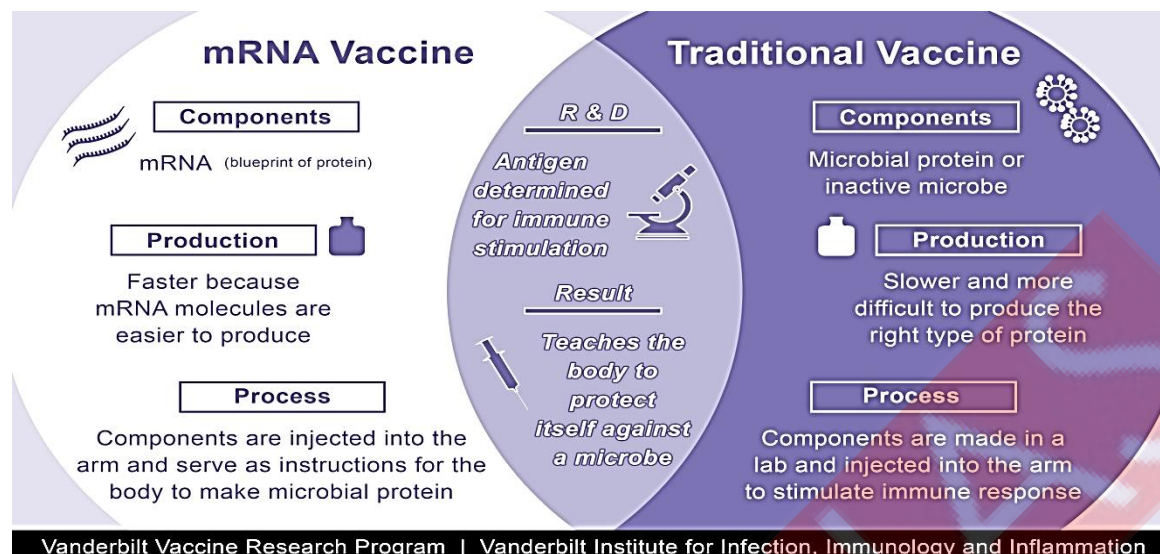 mRNA Vaccine
Components
mRNA (blueprint of protein)
Production
Faster because
mRNA molecules are
easier to produce
Process
Components are injected into the
arm and serve as instructions for the
body to make microbial protein
R & D
Antigen
determined
for immune
stimulation
Result
Teaches the
body to
protect
itself against
a microbe
Traditional Vaccine
Components
Microbial protein or
inactive microbe
Production
Slower and more
difficult to produce the
right type of protein
Process
Components are made in a
lab and injected into the arm
to stimulate immune response
Vanderbilt Vaccine Research Program | Vanderbilt Institute for Infection, Immunology and Inflammation